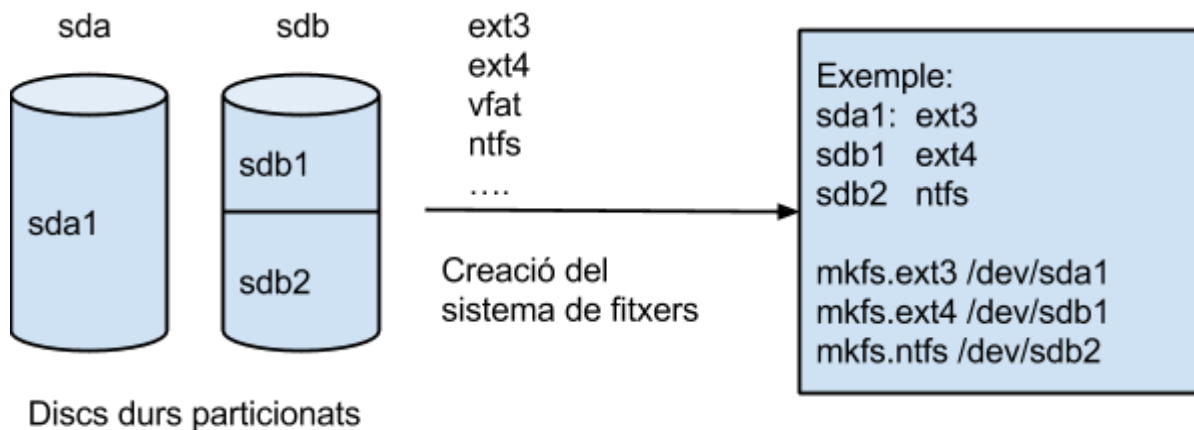 sda
sdb
sda1
sdb1
sdb2
Discs durs particionats
ext3
ext4
vfat
ntfs
....
Creació del
sistema de fitxers
Exemple:
sda1: ext3
sdb1 ext4
sdb2 ntfs
mkfs.ext3 /dev/sda1
mkfs.ext4 /dev/sdb1
mkfs.ntfs /dev/sdb2